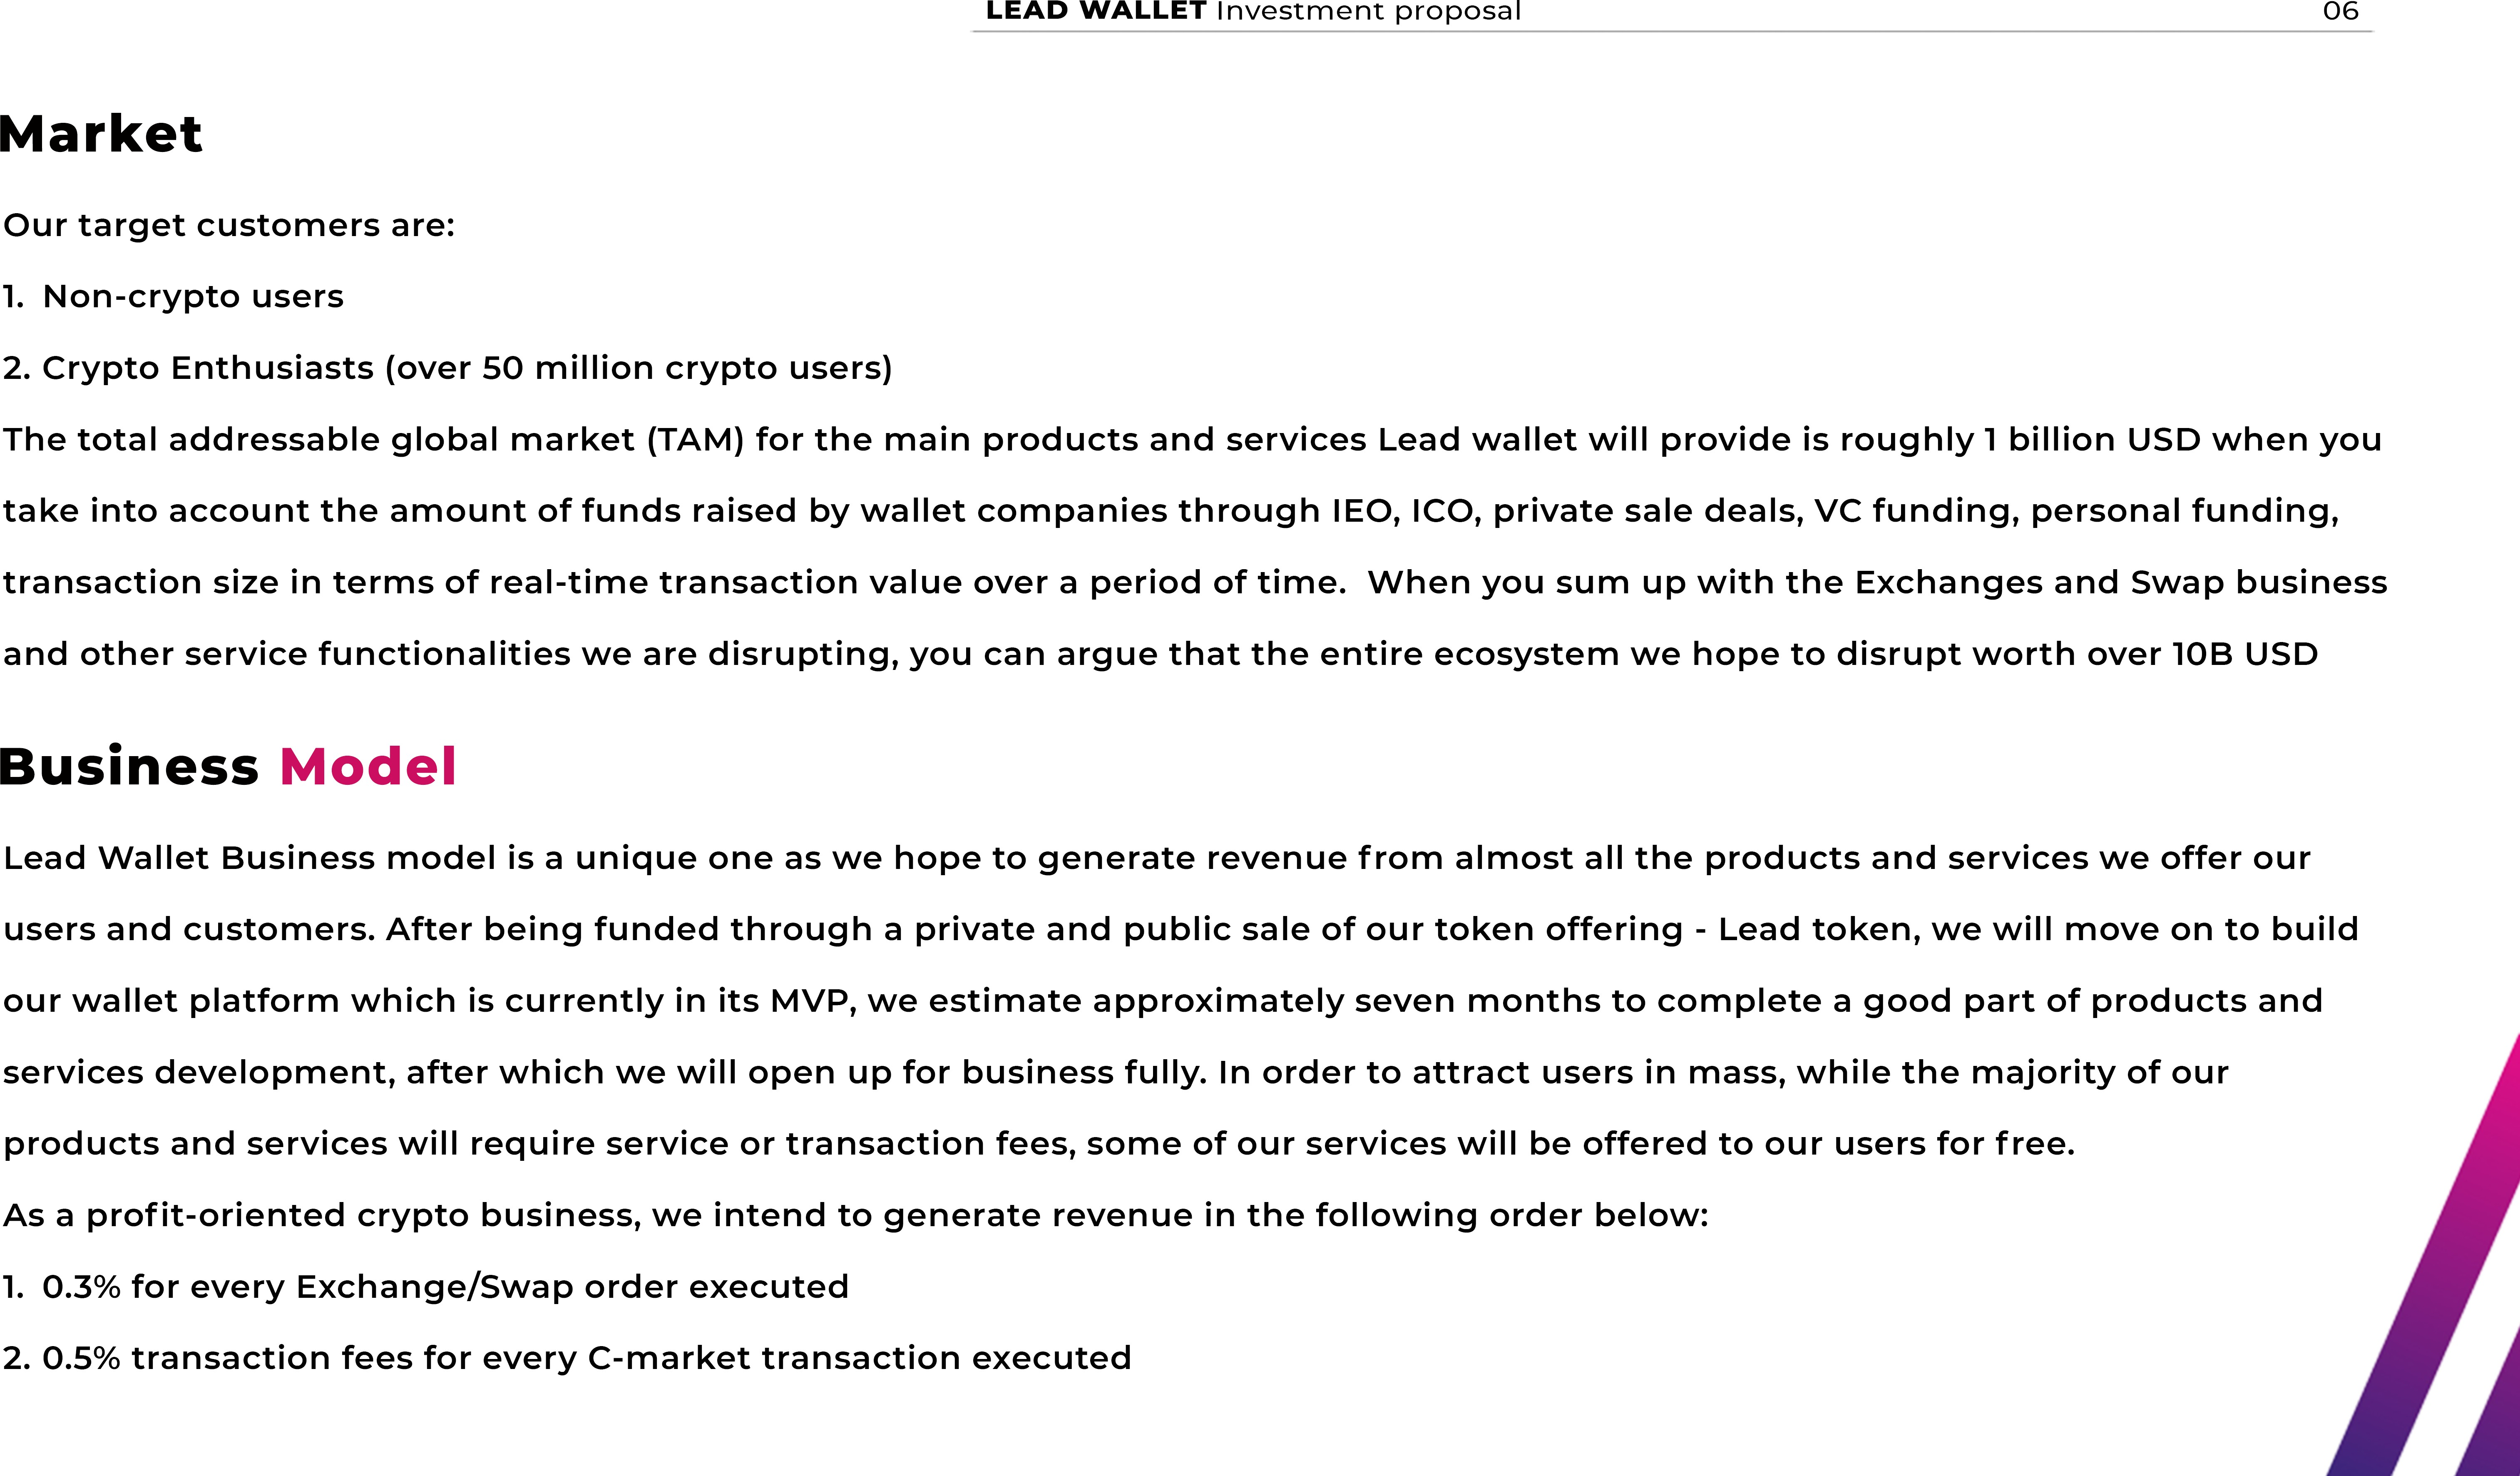 LEAD WALLET Investment proposal 06
Market
Our target customers are:
1. Non-crypto users
2. Crypto Enthusiasts (over 50 million crypto users)
The total addressable global market (TAM) for the main products and services Lead wallet will provide is roughly 1 billion USD when you
take into account the amount of funds raised by wallet companies through IEO, ICO, private sale deals, VC funding, personal funding,
transaction size in terms of real-time transaction value over a period of time. When you sum up with the Exchanges and Swap business
and other service functionalities we are disrupting, you can argue that the entire ecosystem we hope to disrupt worth over 10B USD
Business Model
Lead Wallet Business model is a unique one as we hope to generate revenue from almost all the products and services we offer our
users and customers. After being funded through a private and public sale of our token offering - Lead token, we will move on to build
our wallet platform which is currently in its MVP, we estimate approximately seven months to complete a good part of products and
services development, after which we will open up for business fully. In order to attract users in mass, while the majority of our
products and services will require service or transaction fees, some of our services will be offered to our users for free.
As a profit-oriented crypto business, we intend to generate revenue in the following order below:
1. 0.3% for every Exchange/Swap order executed
2. 0.5% transaction fees for every C-market transaction executed